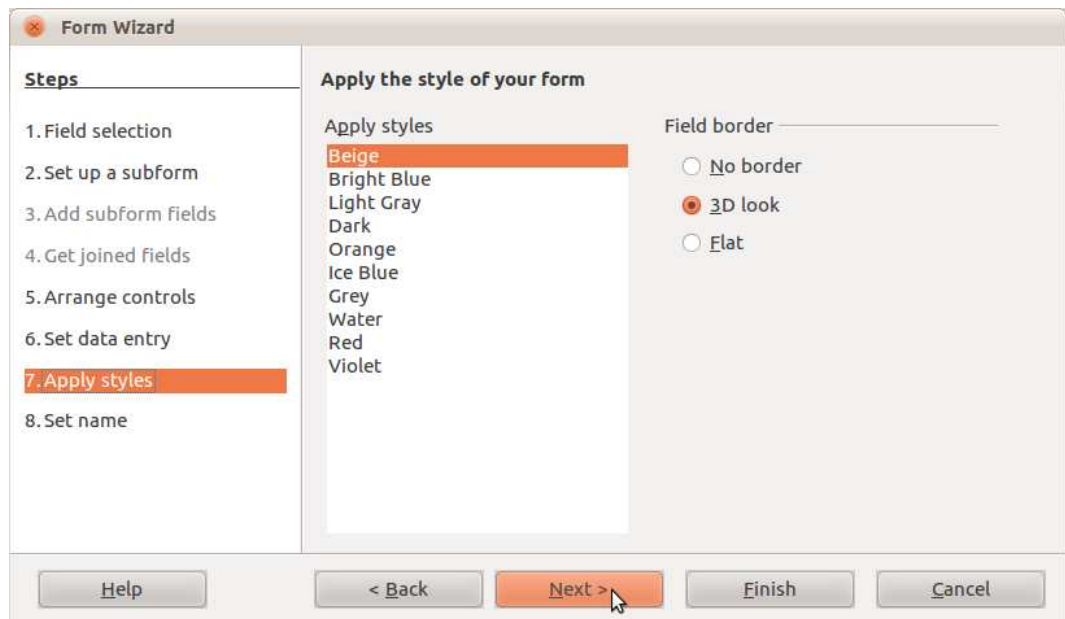 Form Wizard
Steps
1. Field selection
2. Set up a subform
3. Add subform fields
4. Get joined fields
5. Arrange controls
6. Set data entry
7. Apply styles
8. Set name
Apply the style of your form
Apply styles
Beige
Bright Blue
Light Gray
Dark
Orange
Ice Blue
Grey
Water
Red
Violet
Field border
No border
3D look
Flat
Help
< Back
Next >
Finish
Cancel